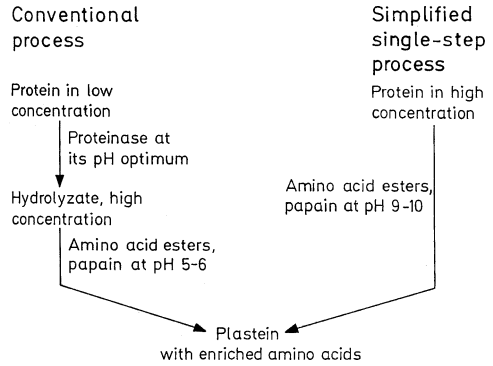 Conventional
process
Protein in low
concentration
Proteinase at
its pH optimum
Hydrolyzate, high
concentration
Amino acid esters,
papain at pH 5-6
Simplified
single-step
process
Protein in high
concentration
Amino acid esters,
papain at pH 9-10
Plastein
with enriched amino acids